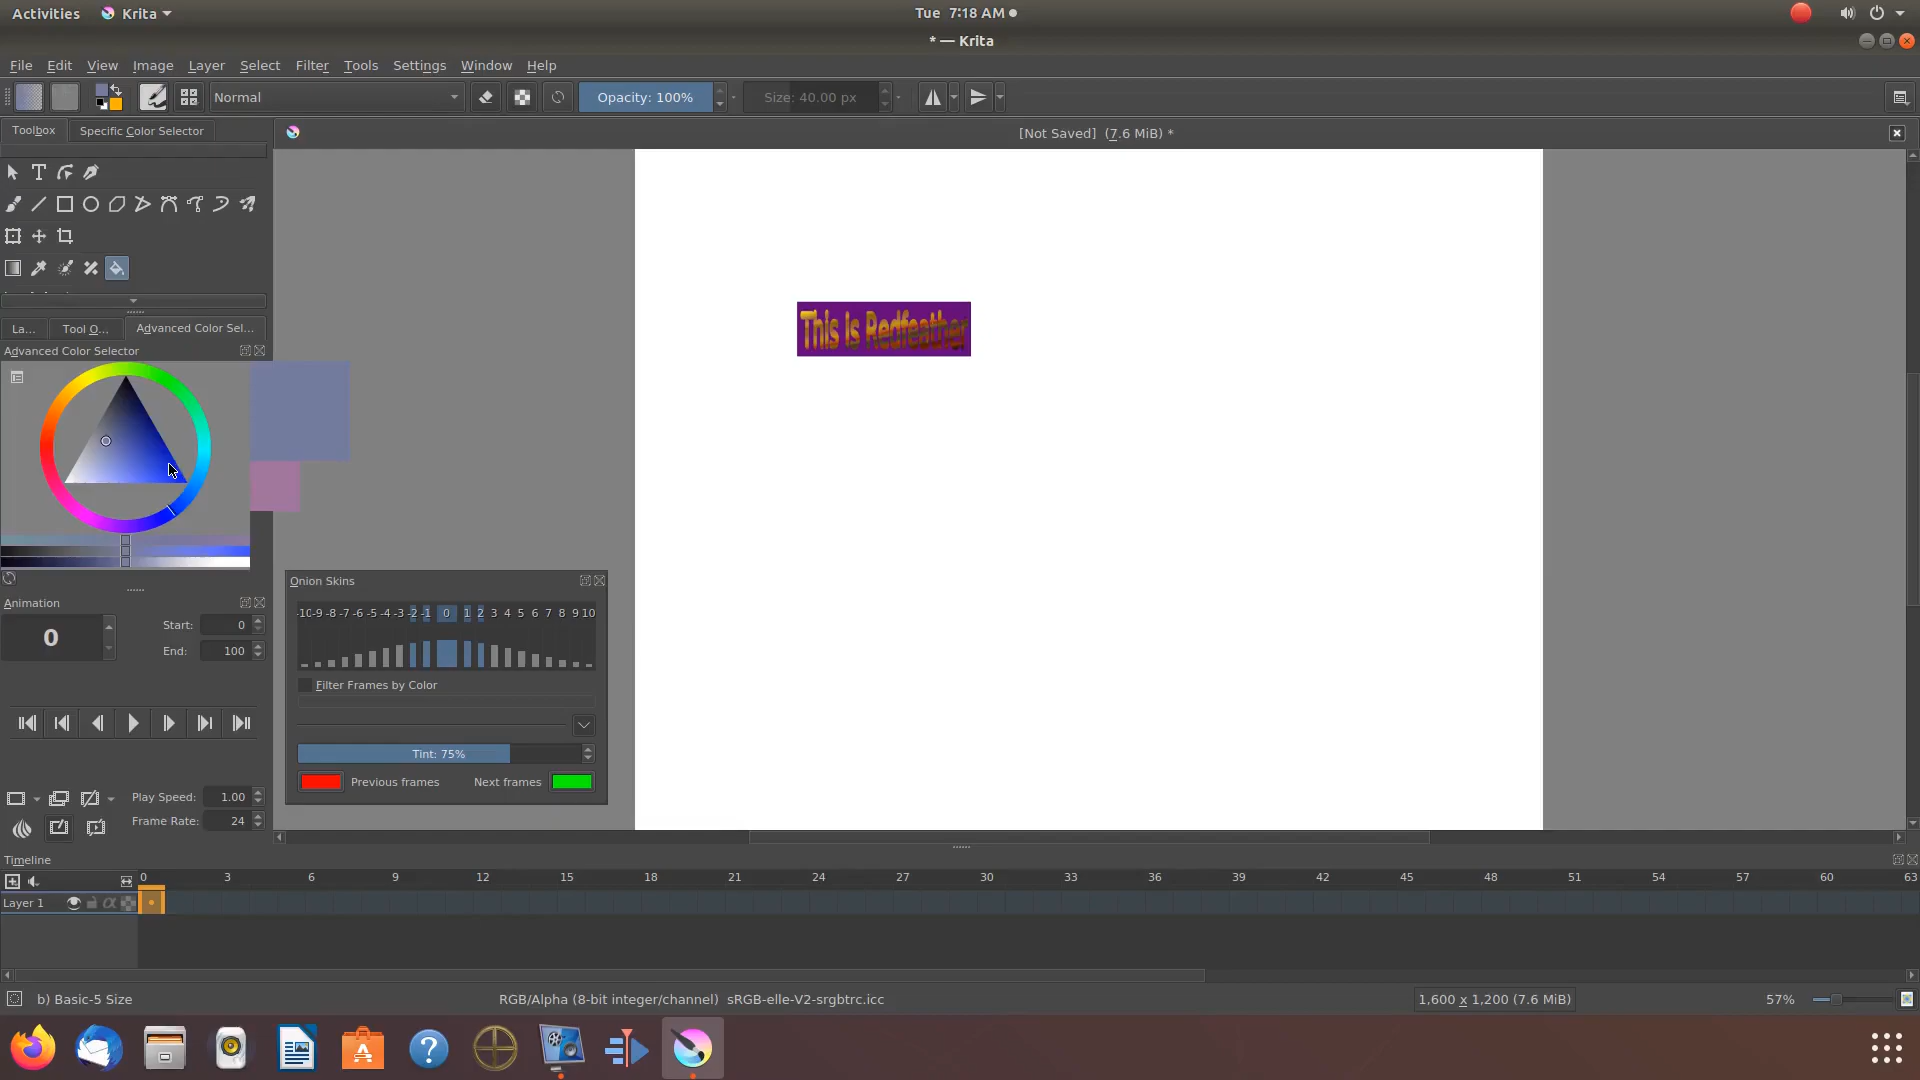 Activities Krita Tue 7:18 AM
* — Krita
File Edit View Image Layer Select Filter Tools Settings Window Help
Normal Opacity: 100% Size: 40.00 px
Toolbox Specific Color Selector [Not Saved] (7.6 MiB) *
This is Redfeather
La... Tool O... Advanced Color Sel...
Advanced Color Selector
Onion Skins
-10 -9 -8 -7 -6 -5 -4 -3 -2 -1 0 1 2 3 4 5 6 7 8 9 10
Filter Frames by Color
Tint: 75%
Previous frames Next frames
Animation
0 Start: 0
End: 100
Play Speed: 1.00
Frame Rate: 24
Timeline
0 3 6 9 12 15 18 21 24 27 30 33 36 39 42 45 48 51 54 57 60 63
Layer 1
b) Basic-5 Size RGB/Alpha (8-bit integer/channel) sRGB-elle-V2-srgbtrc.icc 1,600 x 1,200 (7.6 MiB) 57%